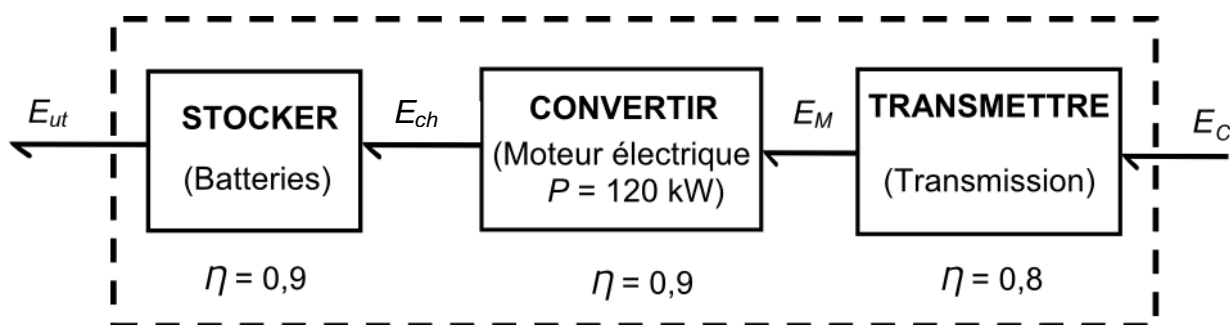 E_ut
STOCKER
(Batteries)
η = 0,9
E_ch
CONVERTIR
(Moteur électrique
P = 120 kW)
η = 0,9
E_M
TRANSMETTRE
(Transmission)
η = 0,8
E_C